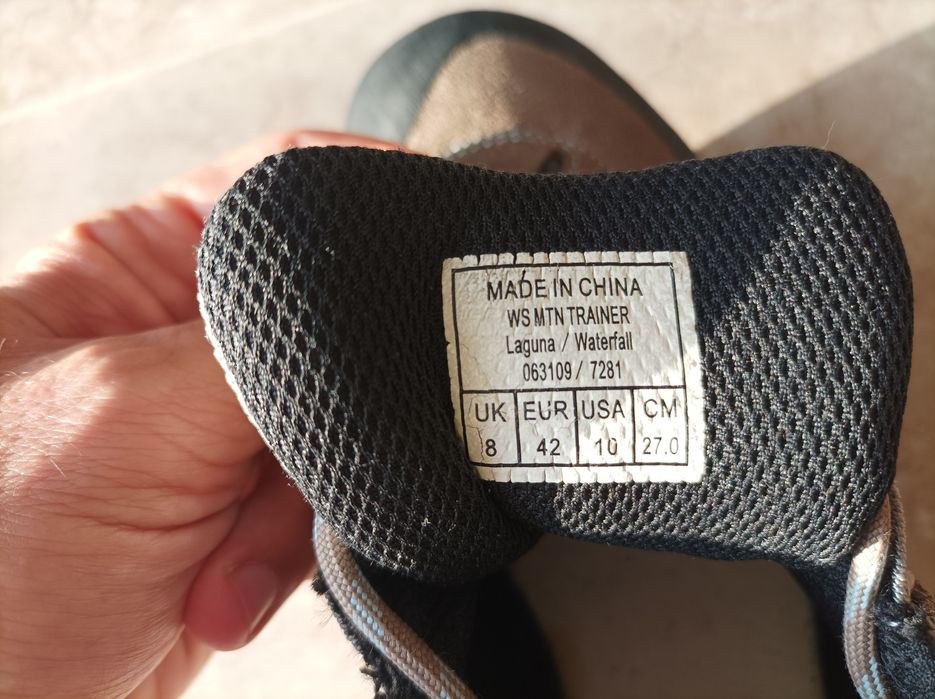 MADE IN CHINA
WS MTN TRAINER
Laguna / Waterfall
063109 / 7281
UK EUR USA CM
8 42 10 27.0